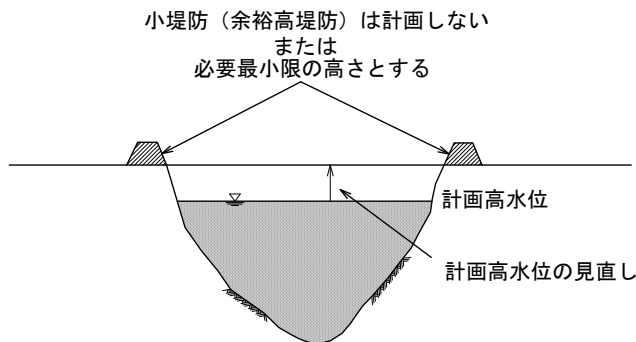 小堤防（余裕高堤防）は計画しない
または
必要最小限の高さとする
計画高水位
計画高水位の見直し